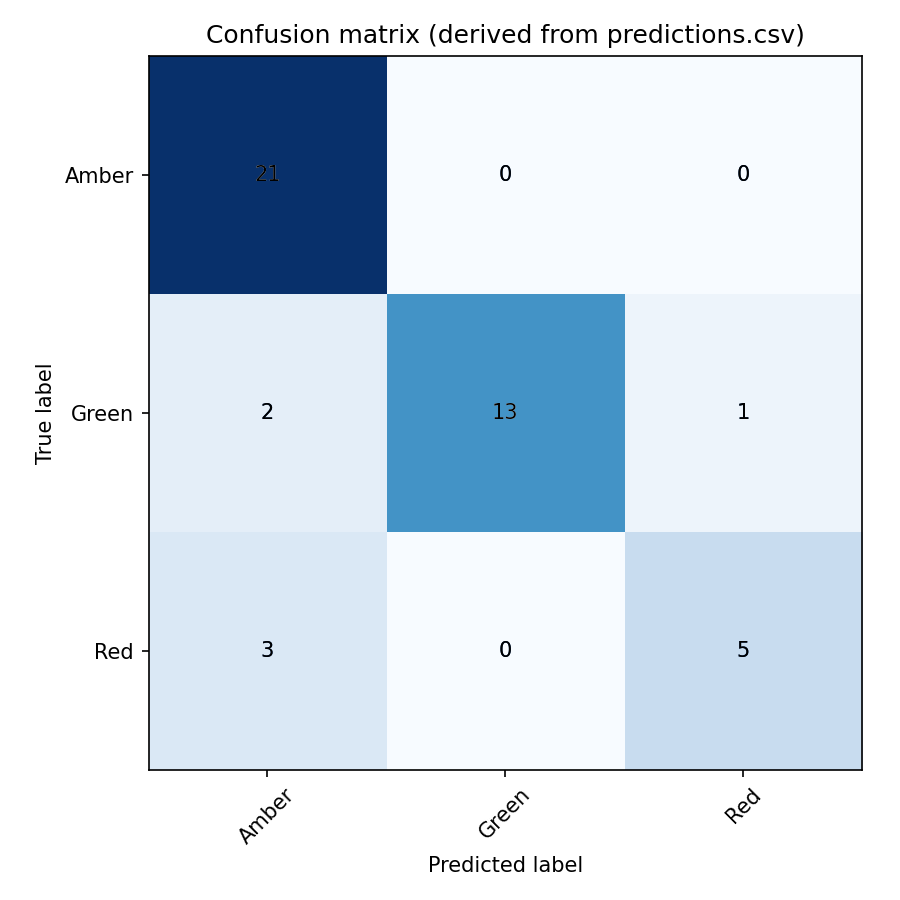 Confusion matrix (derived from predictions.csv)
Amber
21
0
0
Green
2
13
1
Red
3
0
5
True label
Amber
Green
Red
Predicted label